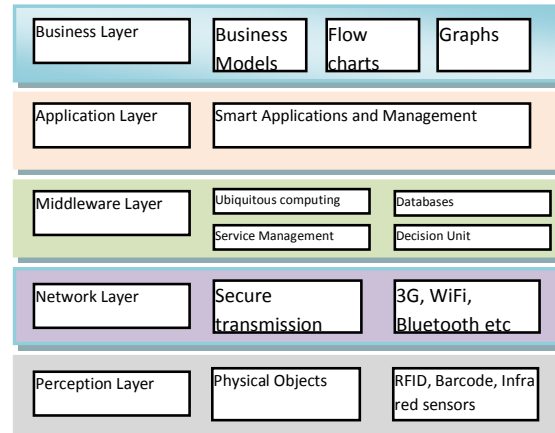 Business Layer
Business
Models
Flow
charts
Graphs
Application Layer
Smart Applications and Management
Middleware Layer
Ubiquitous computing
Databases
Service Management
Decision Unit
Network Layer
Secure
transmission
3G, WiFi,
Bluetooth etc
Perception Layer
Physical Objects
RFID, Barcode, Infra
red sensors